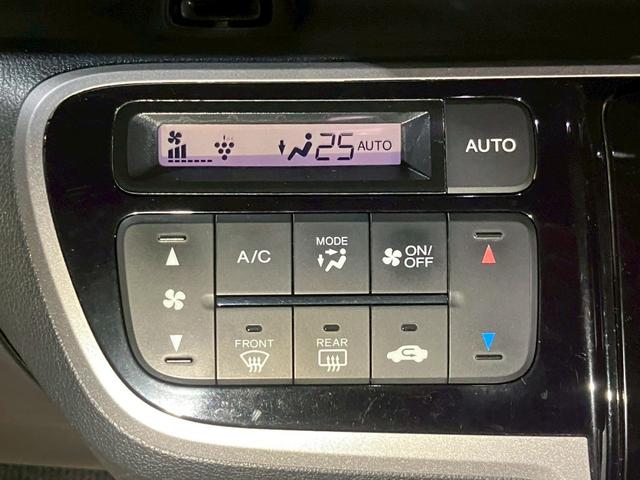 25 AUTO
AUTO
A/C
MODE
ON/
OFF
FRONT
REAR